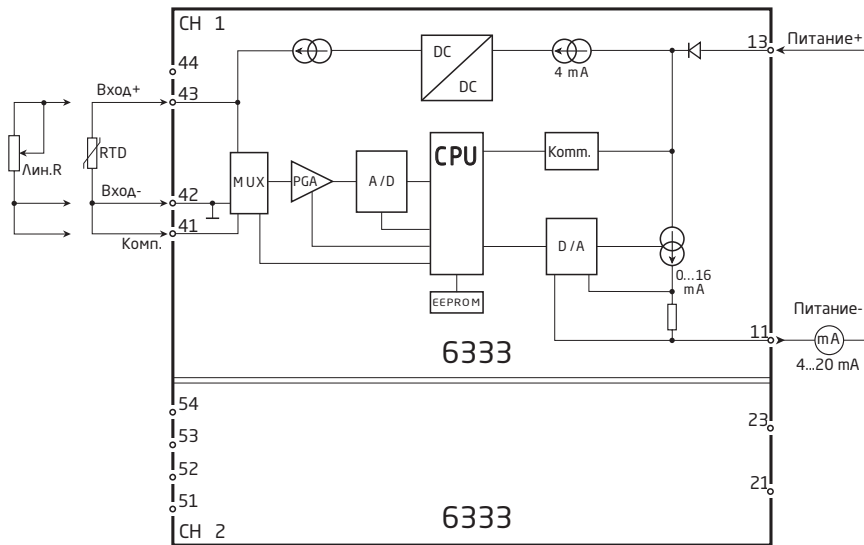 CH 1
44
43
Вход+
Лин.R
RTD
Вход-
42
41
Комп.
MUX
PGA
A/D
CPU
EEPROM
DC
DC
4 mA
Komm.
D/A
0...16
mA
13
Питание+
Питание-
11
mA
4...20 mA
6333
54
53
52
51
CH 2
23
21
6333